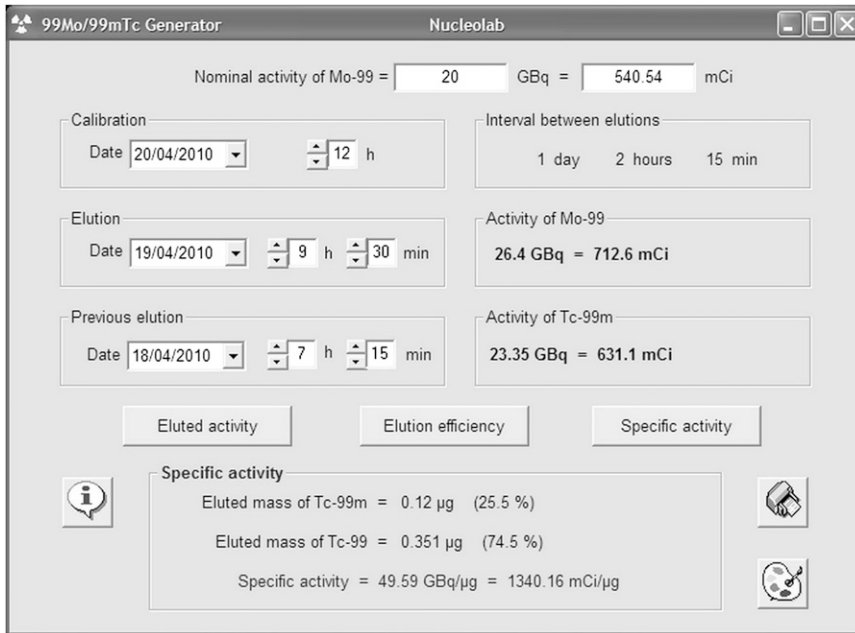 99Mo/99mTc Generator Nucleolab
Nominal activity of Mo-99 = 20 GBq = 540.54 mCi
Calibration
Date 20/04/2010 12 h
Interval between elutions
1 day 2 hours 15 min
Elution
Date 19/04/2010 9 h 30 min
Activity of Mo-99
26.4 GBq = 712.6 mCi
Previous elution
Date 18/04/2010 7 h 15 min
Activity of Tc-99m
23.35 GBq = 631.1 mCi
Eluted activity Elution efficiency Specific activity
Specific activity
Eluted mass of Tc-99m = 0.12 µg (25.5 %)
Eluted mass of Tc-99 = 0.351 µg (74.5 %)
Specific activity = 49.59 GBq/µg = 1340.16 mCi/µg